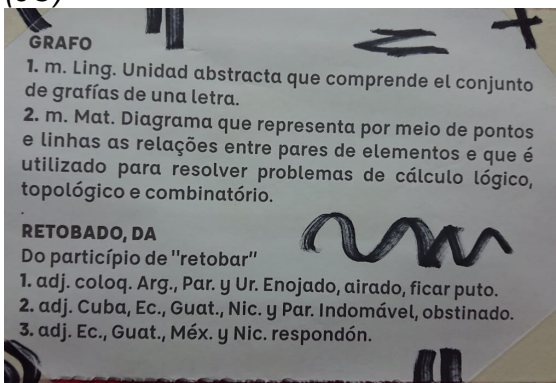 GRAFO
1. m. Ling. Unidad abstracta que comprende el conjunto
de grafías de una letra.
2. m. Mat. Diagrama que representa por meio de pontos
e linhas as relações entre pares de elementos e que é
utilizado para resolver problemas de cálculo lógico,
topológico e combinatório.
.
RETOBADO, DA
Do particípio de "retobar"
1. adj. coloq. Arg., Par. y Ur. Enojado, airado, ficar puto.
2. adj. Cuba, Ec., Guat., Nic. y Par. Indomável, obstinado.
3. adj. Ec., Guat., Méx. y Nic. respondón.